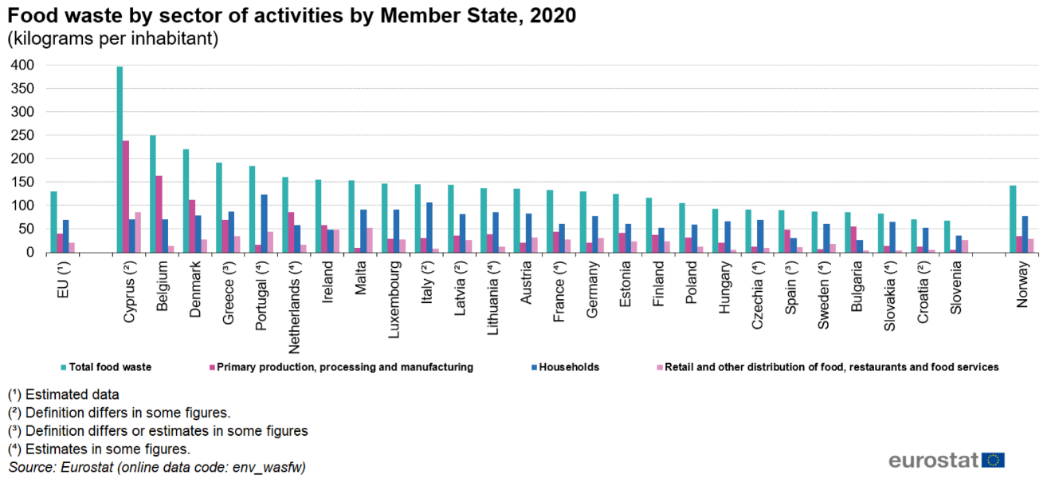 Food waste by sector of activities by Member State, 2020
(kilograms per inhabitant)
400
350
300
250
200
150
100
50
0
EU (¹)
Cyprus (²)
Belgium
Denmark
Greece (³)
Portugal (⁴)
Netherlands (⁴)
Ireland
Malta
Luxembourg
Italy (²)
Latvia (²)
Lithuania (⁴)
Austria
France (⁴)
Germany
Estonia
Finland
Poland
Hungary
Czechia (⁴)
Spain (³)
Sweden (⁴)
Bulgaria
Slovakia (⁴)
Croatia (²)
Slovenia
Norway
Total food waste
Primary production, processing and manufacturing
Households
Retail and other distribution of food, restaurants and food services
(¹) Estimated data
(²) Definition differs in some figures.
(³) Definition differs or estimates in some figures
(⁴) Estimates in some figures.
Source: Eurostat (online data code: env_wasfw)
eurostat